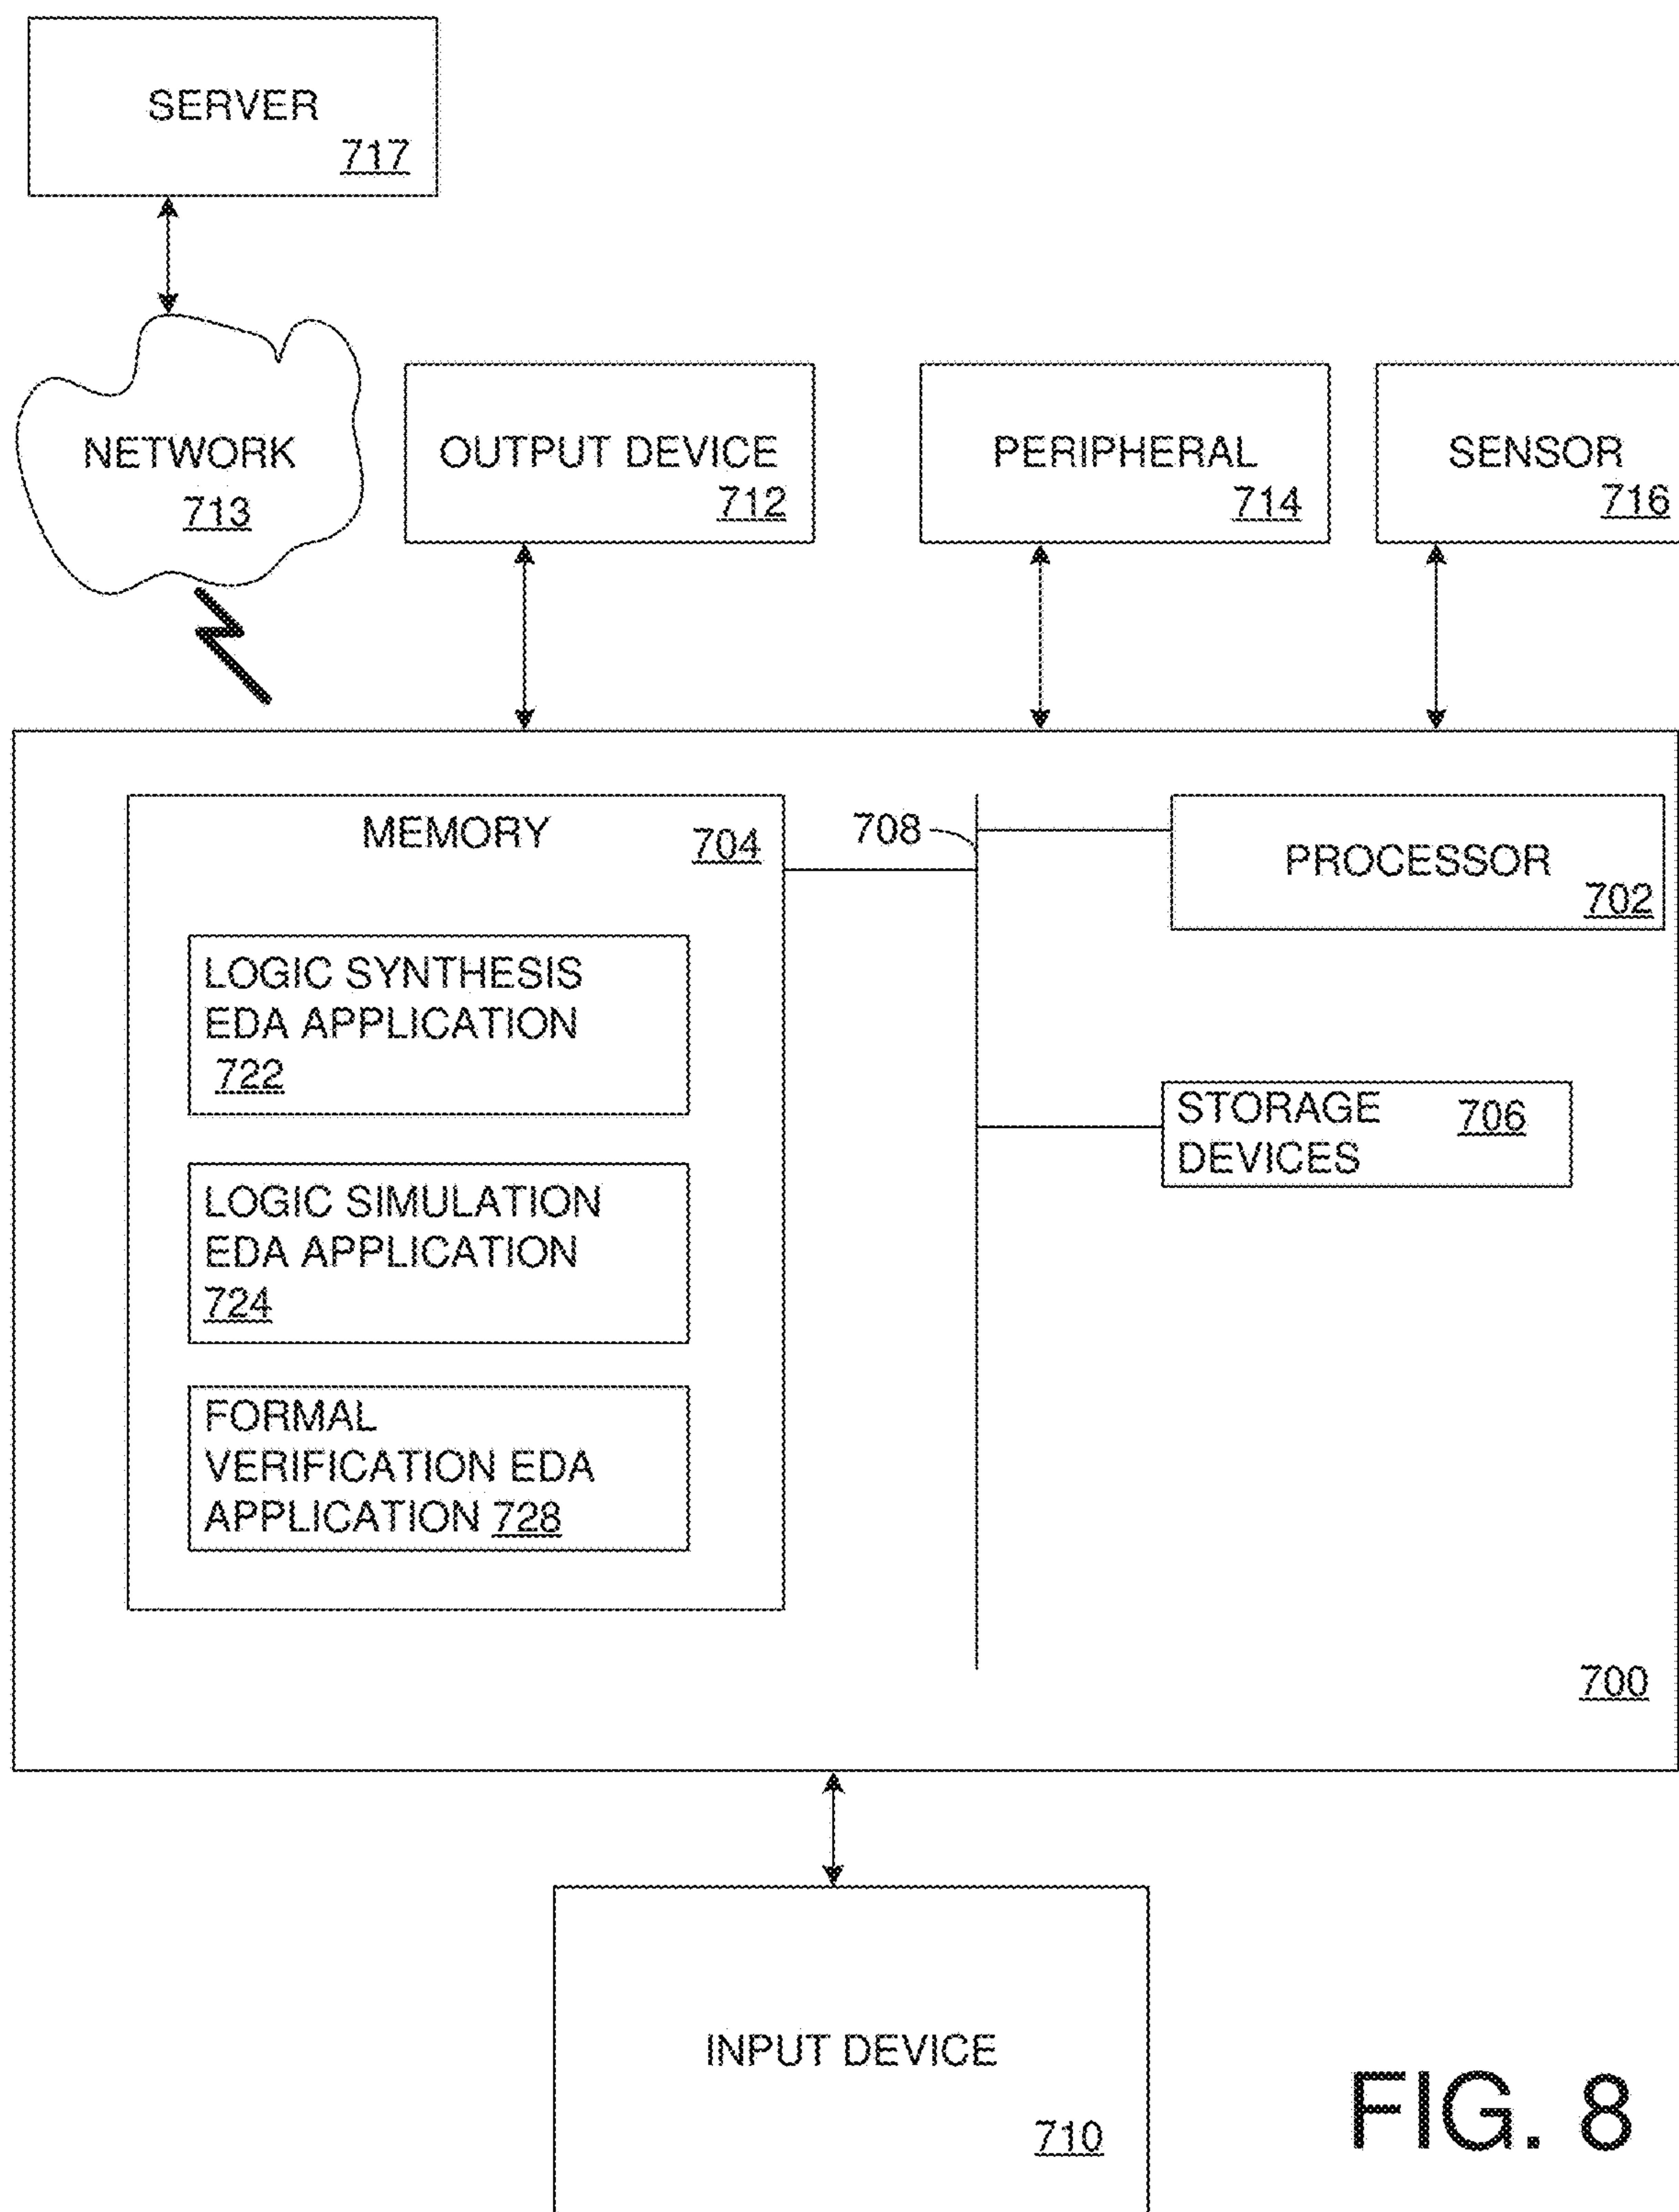 SERVER
717
NETWORK
713
OUTPUT DEVICE
712
PERIPHERAL
714
SENSOR
716
MEMORY
704
LOGIC SYNTHESIS
EDA APPLICATION
722
LOGIC SIMULATION
EDA APPLICATION
724
FORMAL
VERIFICATION EDA
APPLICATION 728
708
PROCESSOR
702
STORAGE 706
DEVICES
700
INPUT DEVICE
710
FIG. 8